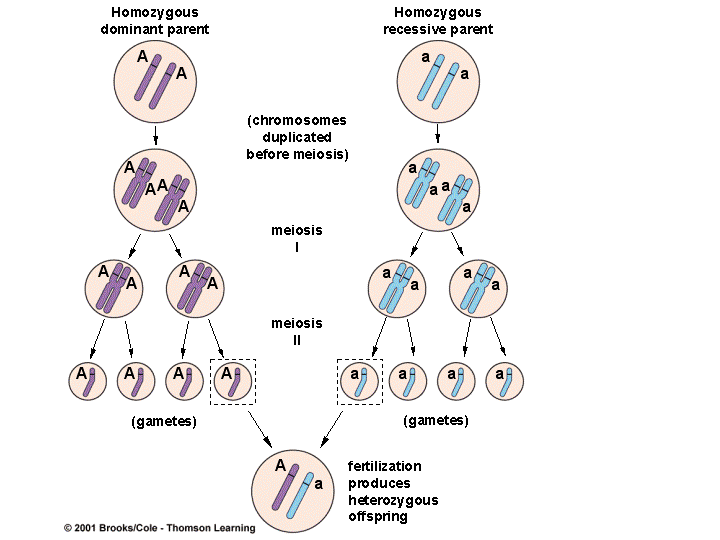 Homozygous
dominant parent
Homozygous
recessive parent
A
A
a
a
(chromosomes
duplicated
before meiosis)
A
A A
A
a
a a
a
meiosis
I
A
A
A
A
a
a
a
a
meiosis
II
A
A
A
A
a
a
a
a
(gametes)
(gametes)
A
a
fertilization
produces
heterozygous
offspring
© 2001 Brooks/Cole - Thomson Learning